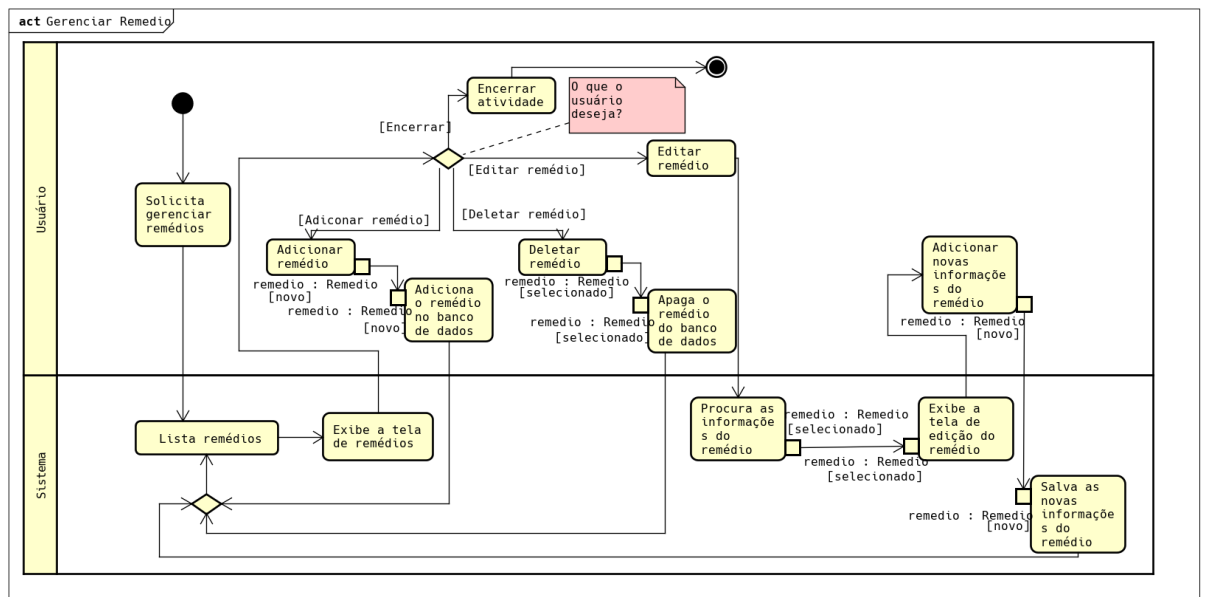 act Gerenciar Remedio
Usuário
Encerrar
atividade
O que o
usuário
deseja?
[Encerrar]
Editar
remédio
[Editar remédio]
Solicita
gerenciar
remédios
[Adiconar remédio]
[Deletar remédio]
Adicionar
remédio
remedio : Remedio
[novo]
remedio : Remedio
[novo]
Adiciona
o remédio
no banco
de dados
Deletar
remédio
remedio : Remedio
[selecionado]
remedio : Remedio
[selecionado]
Apaga o
remédio
do banco
de dados
Adicionar
novas
informaçõe
s do
remédio
remedio : Remedio
[novo]
Sistema
Lista remédios
Exibe a tela
de remédios
Procura as
informaçõe
s do
remédio
remedio : Remedio
[selecionado]
remedio : Remedio
[selecionado]
Exibe a
tela de
edição do
remédio
remedio : Remedio
[novo]
Salva as
novas
informaçõe
s do
remédio